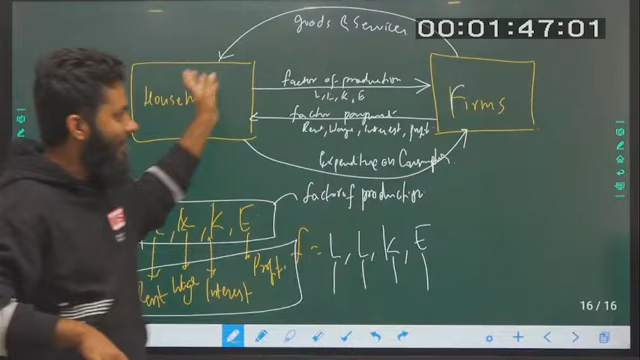 Goods & Services
00:01:47:01
factor of production
L, L, K, E
Househ
Firms
factor payment
Rent, Wage, Interest, profit
Expenditure on Consumption
factor of production
L, K, E
f = L, L, K, E
Profit
Rent Wage Interest
16/16